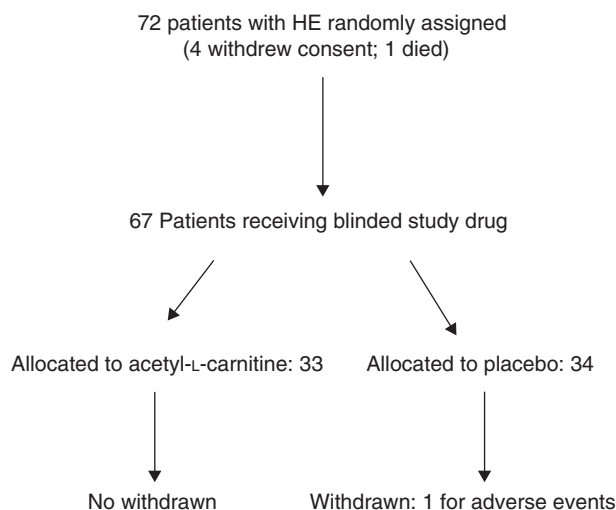 72 patients with HE randomly assigned
(4 withdrew consent; 1 died)
67 Patients receiving blinded study drug
Allocated to acetyl-L-carnitine: 33
Allocated to placebo: 34
No withdrawn
Withdrawn: 1 for adverse events